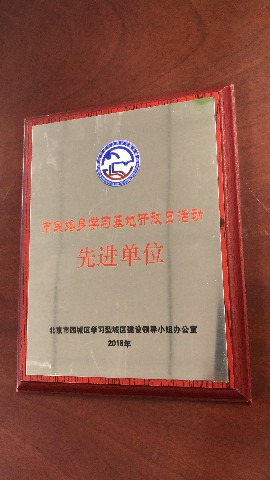 市民终身学习基地开放日活动
先进单位
北京市西城区学习型城区建设领导小组办公室
2018年